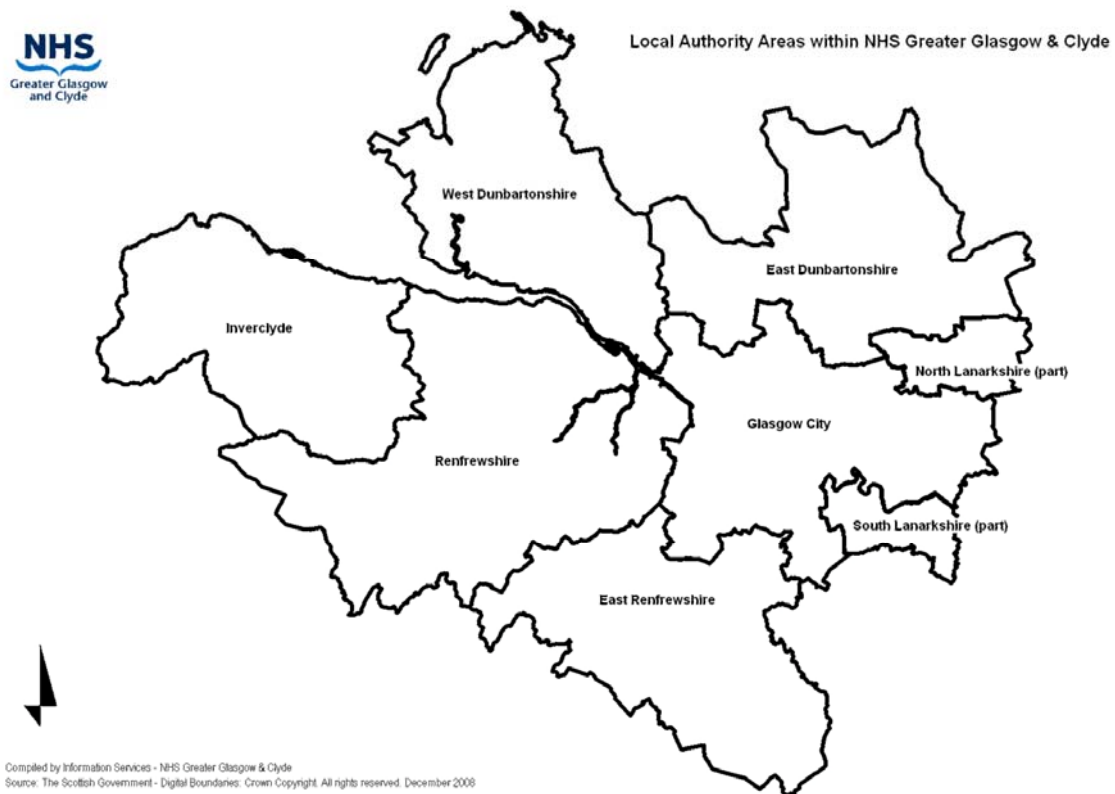 NHS
Greater Glasgow
and Clyde
Local Authority Areas within NHS Greater Glasgow & Clyde
West Dunbartonshire
East Dunbartonshire
Inverclyde
North Lanarkshire (part)
Glasgow City
Renfrewshire
South Lanarkshire (part)
East Renfrewshire
Compiled by Information Services - NHS Greater Glasgow & Clyde
Source: The Scottish Government - Digital Boundaries: Crown Copyright. All rights reserved. December 2008